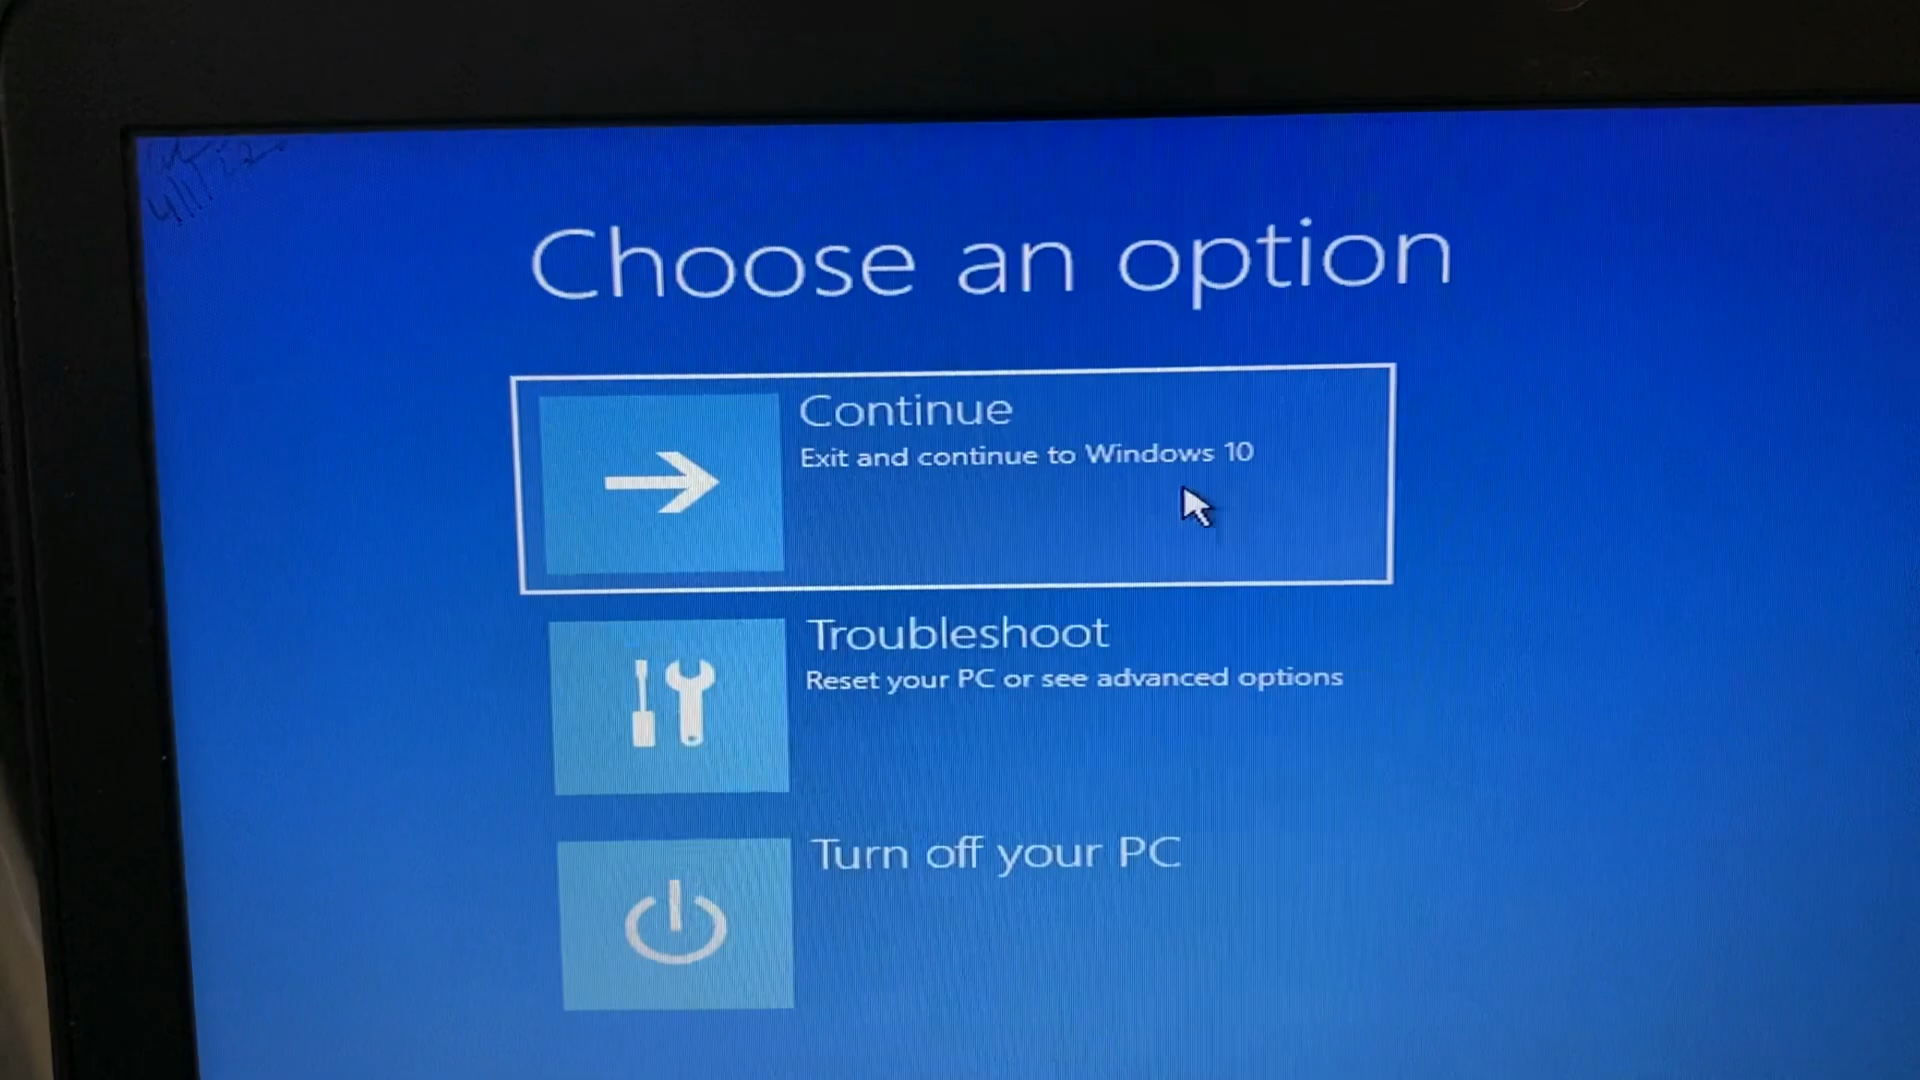 Choose an option
Continue
Exit and continue to Windows 10
Troubleshoot
Reset your PC or see advanced options
Turn off your PC